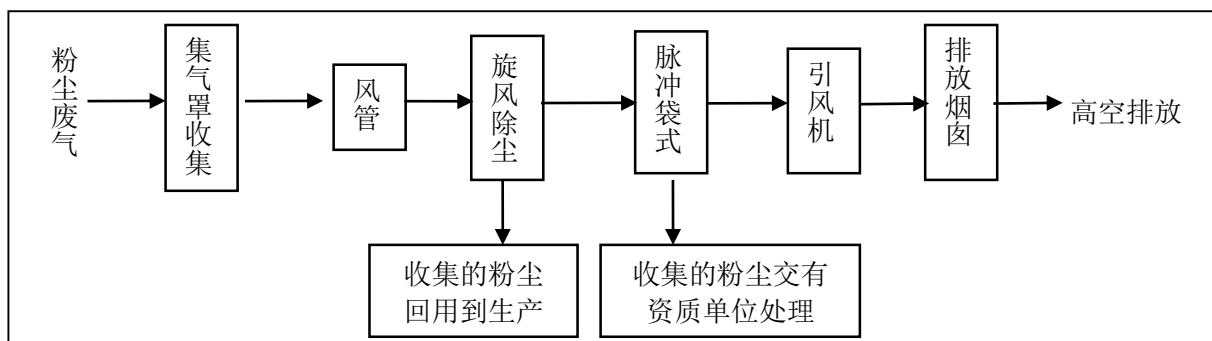 粉尘废气
集气罩收集
风管
旋风除尘
脉冲袋式
引风机
排放烟囱
高空排放
收集的粉尘
回用到生产
收集的粉尘交有
资质单位处理